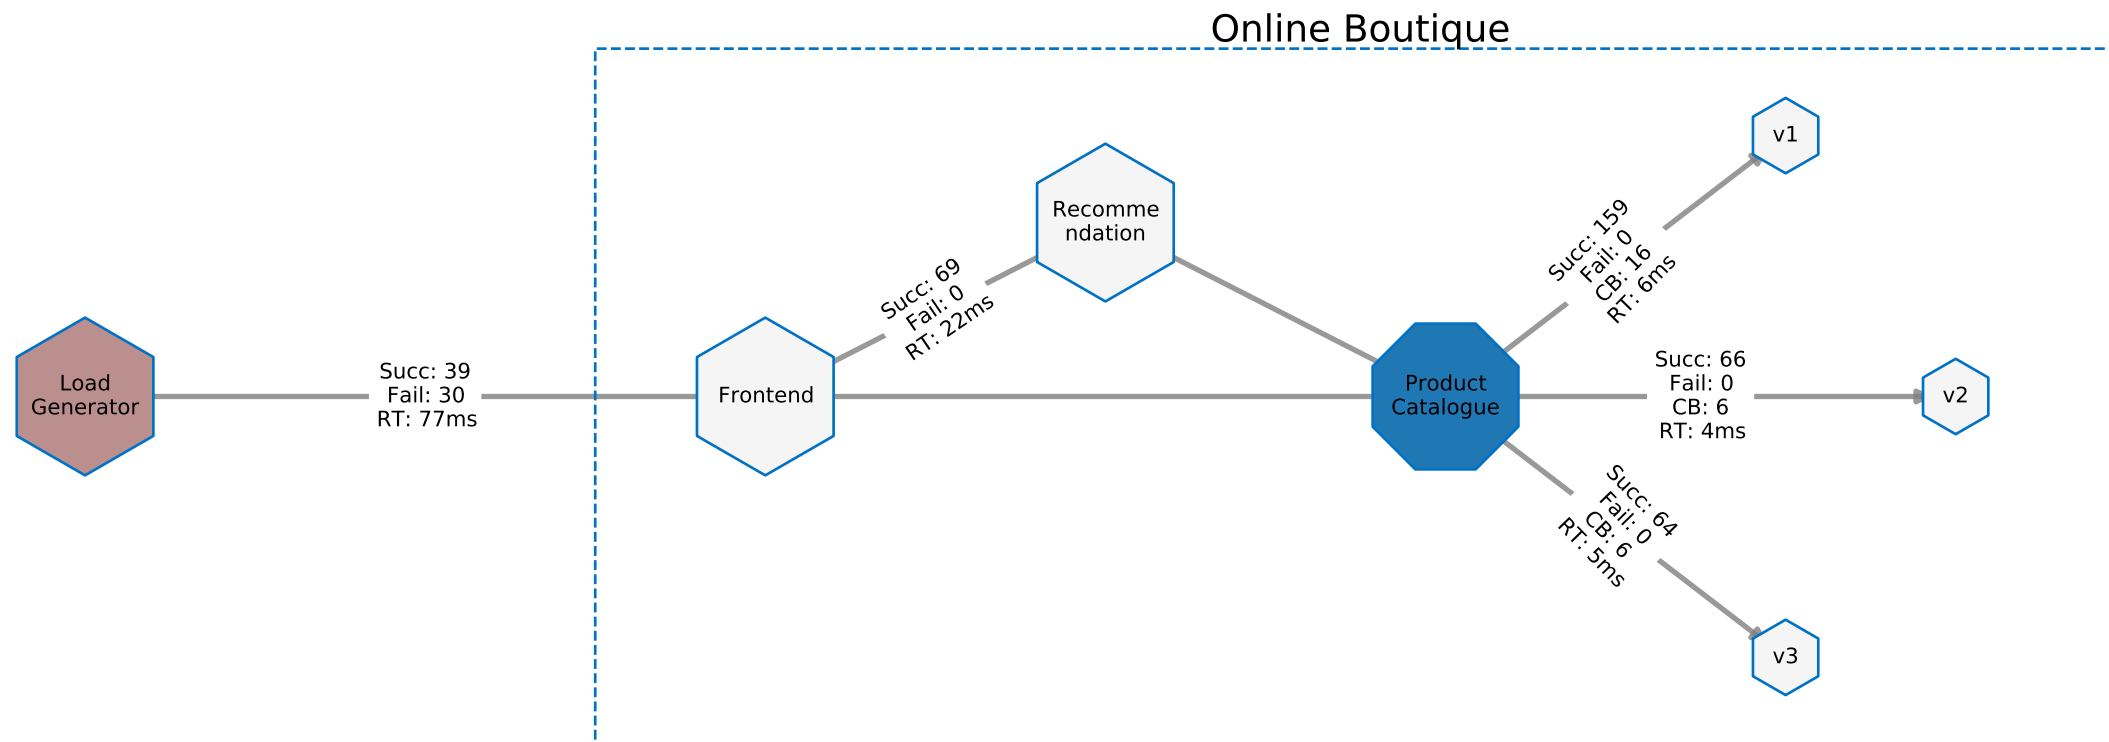 Online Boutique
v1
Recomme
ndation
Succ: 159
Fail: 0
CB: 16
RT: 6ms
Succ: 69
Fail: 0
RT: 22ms
Load
Generator
Succ: 39
Fail: 30
RT: 77ms
Frontend
Product
Catalogue
Succ: 66
Fail: 0
CB: 6
RT: 4ms
v2
Succ: 64
Fail: 0
CB: 6
RT: 5ms
v3